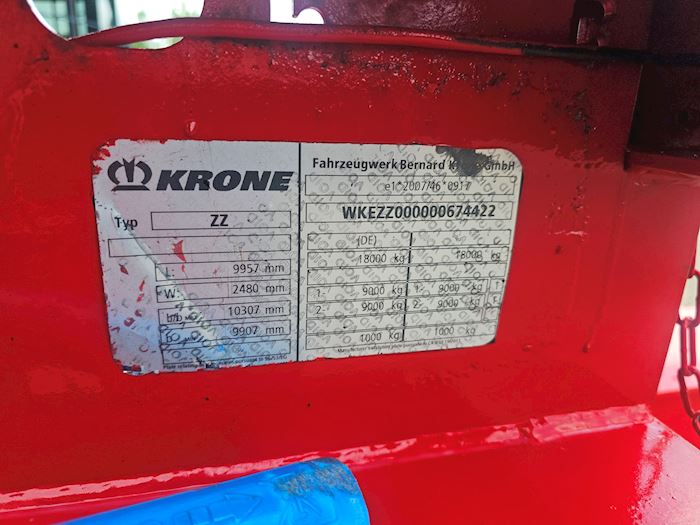 KRONE
Typ ZZ
L: 9957 mm
W: 2480 mm
10307 mm
9907 mm
Fahrzeugwerk Bernard GmbH
e1*2007/46*0917
WKEZZ000000674422
(DE)
18000 kg 18000 kg
1. 9000 kg 1. 9000 kg
2. 9000 kg 2. 9000 kg
1000 kg 1000 kg